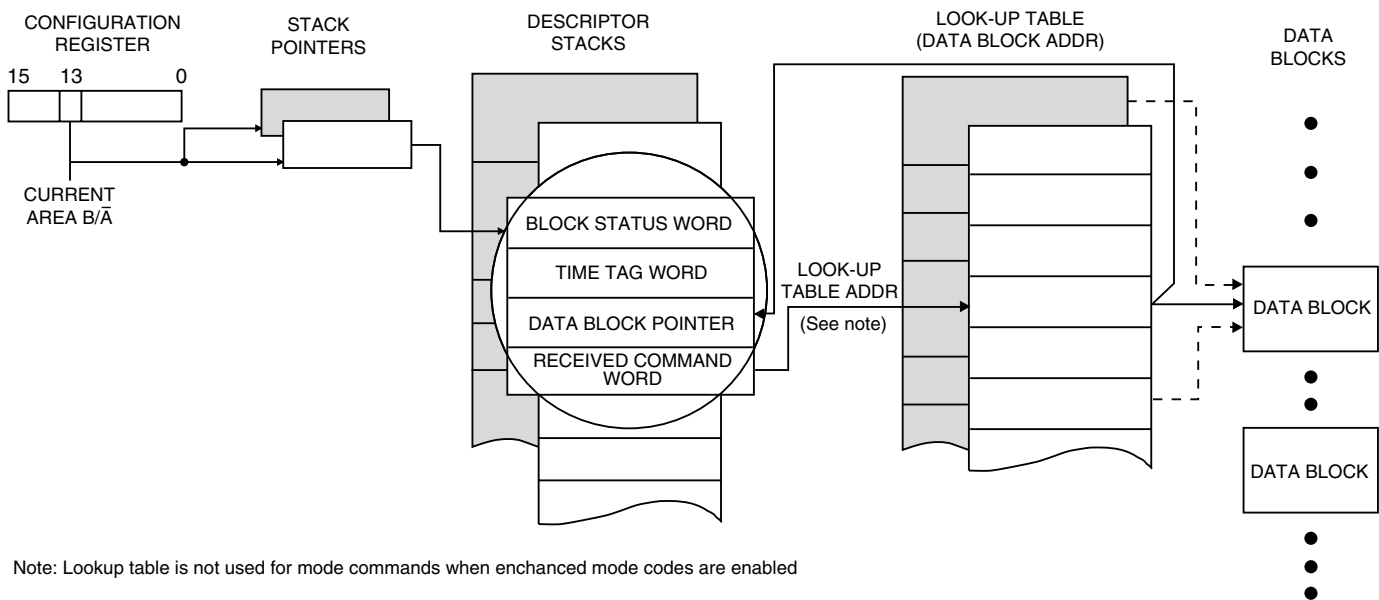 CONFIGURATION
REGISTER
15 13 0
CURRENT
AREA B/A̅
STACK
POINTERS
DESCRIPTOR
STACKS
BLOCK STATUS WORD
TIME TAG WORD
DATA BLOCK POINTER
RECEIVED COMMAND
WORD
LOOK-UP
TABLE ADDR
(See note)
LOOK-UP TABLE
(DATA BLOCK ADDR)
DATA
BLOCKS
DATA BLOCK
DATA BLOCK
Note: Lookup table is not used for mode commands when enchanced mode codes are enabled